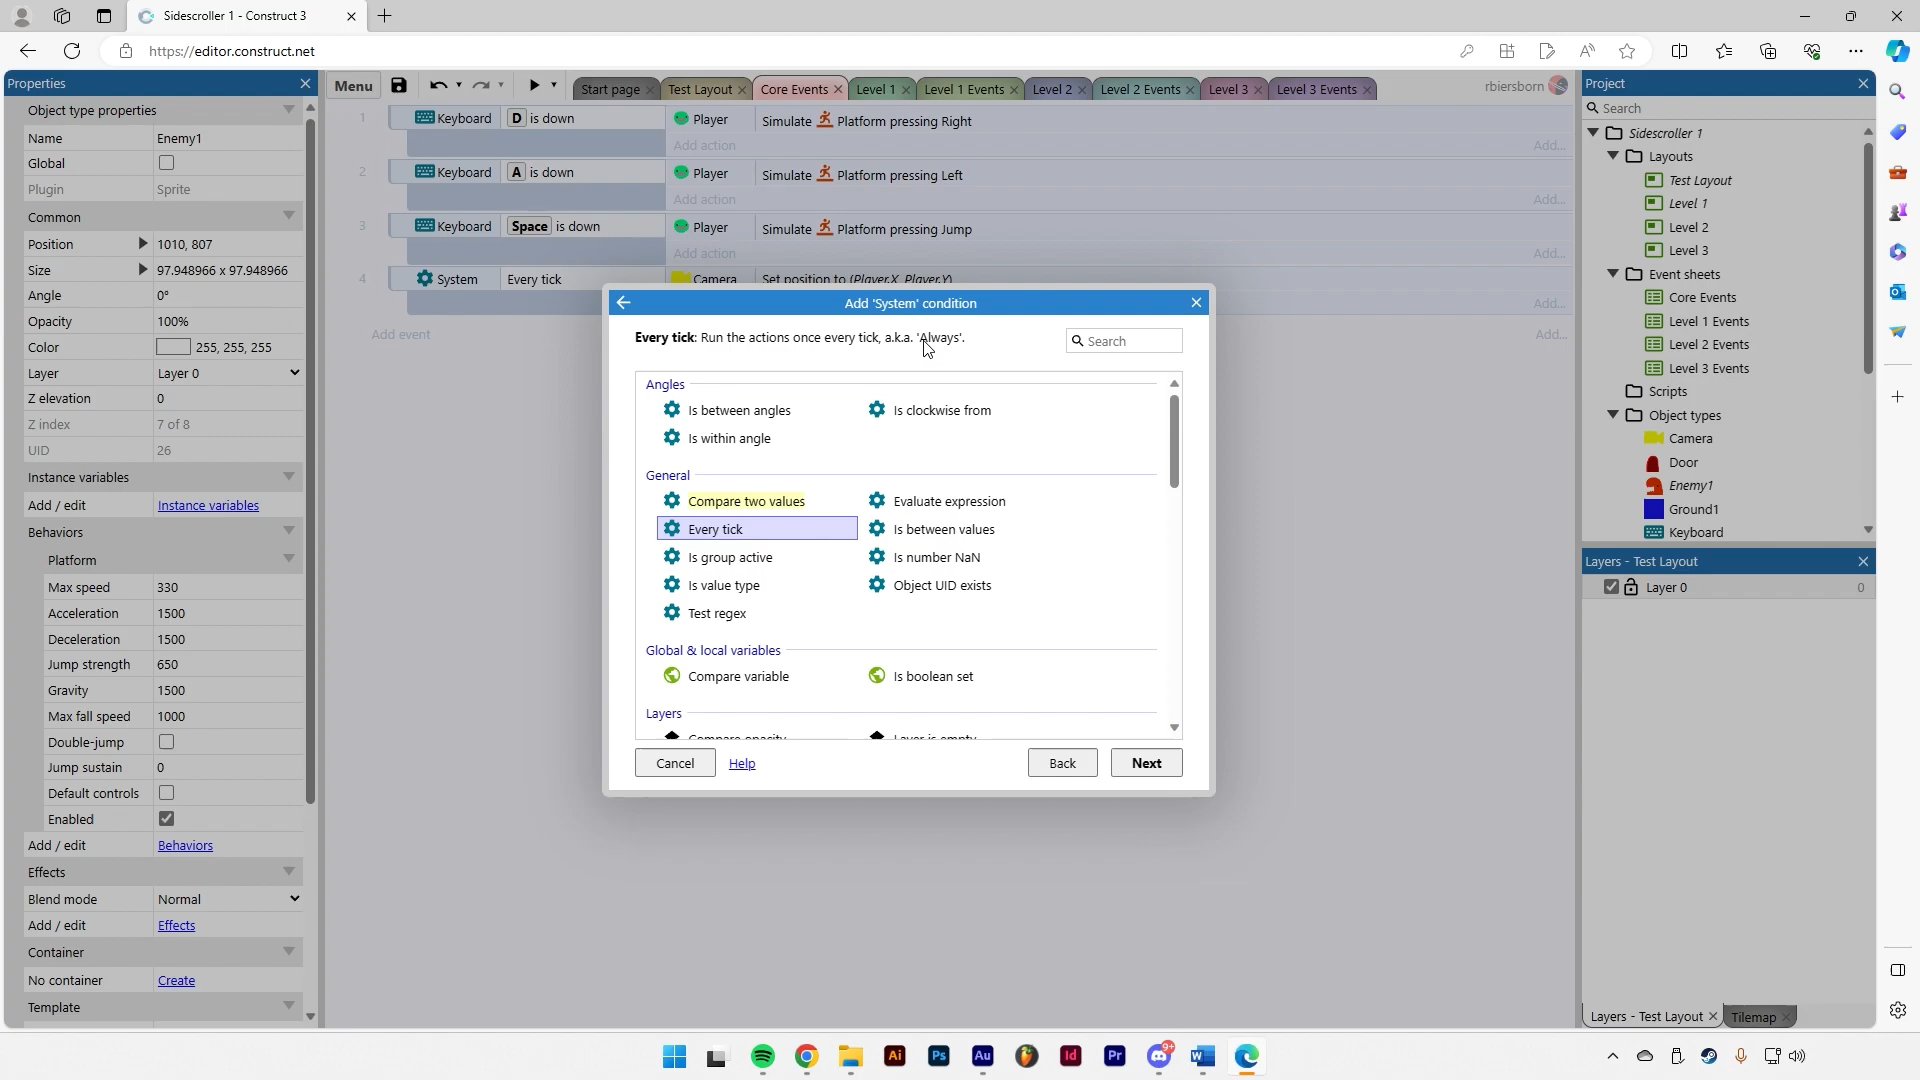 Sidescroller 1 - Construct 3
https://editor.construct.net
Properties
Object type properties
Name Enemy1
Global
Plugin Sprite
Common
Position 1010, 807
Size 97.948966 x 97.948966
Angle 0°
Opacity 100%
Color 255, 255, 255
Layer Layer 0
Z elevation 0
Z index 7 of 8
UID 26
Instance variables
Add / edit Instance variables
Behaviors
Platform
Max speed 330
Acceleration 1500
Deceleration 1500
Jump strength 650
Gravity 1500
Max fall speed 1000
Double-jump
Jump sustain 0
Default controls
Enabled
Add / edit Behaviors
Effects
Blend mode Normal
Add / edit Effects
Container
No container Create
Template
Menu
Start page
Test Layout
Core Events
Level 1
Level 1 Events
Level 2
Level 2 Events
Level 3
Level 3 Events
rbiersborn
1 Keyboard D is down Player Simulate Platform pressing Right
Add action Add...
2 Keyboard A is down Player Simulate Platform pressing Left
Add action Add...
3 Keyboard Space is down Player Simulate Platform pressing Jump
Add action Add...
4 System Every tick Camera Set position to (Player.X, Player.Y)
Add...
Add event Add...
Add 'System' condition
Every tick: Run the actions once every tick, a.k.a. 'Always'.
Search
Angles
Is between angles Is clockwise from
Is within angle
General
Compare two values Evaluate expression
Every tick Is between values
Is group active Is number NaN
Is value type Object UID exists
Test regex
Global & local variables
Compare variable Is boolean set
Layers
Compare opacity Layer is empty
Cancel Help Back Next
Project
Search
Sidescroller 1
Layouts
Test Layout
Level 1
Level 2
Level 3
Event sheets
Core Events
Level 1 Events
Level 2 Events
Level 3 Events
Scripts
Object types
Camera
Door
Enemy1
Ground1
Keyboard
Layers - Test Layout
Layer 0 0
Layers - Test Layout
Tilemap
Ai
Ps
Au
Id
Pr
9+